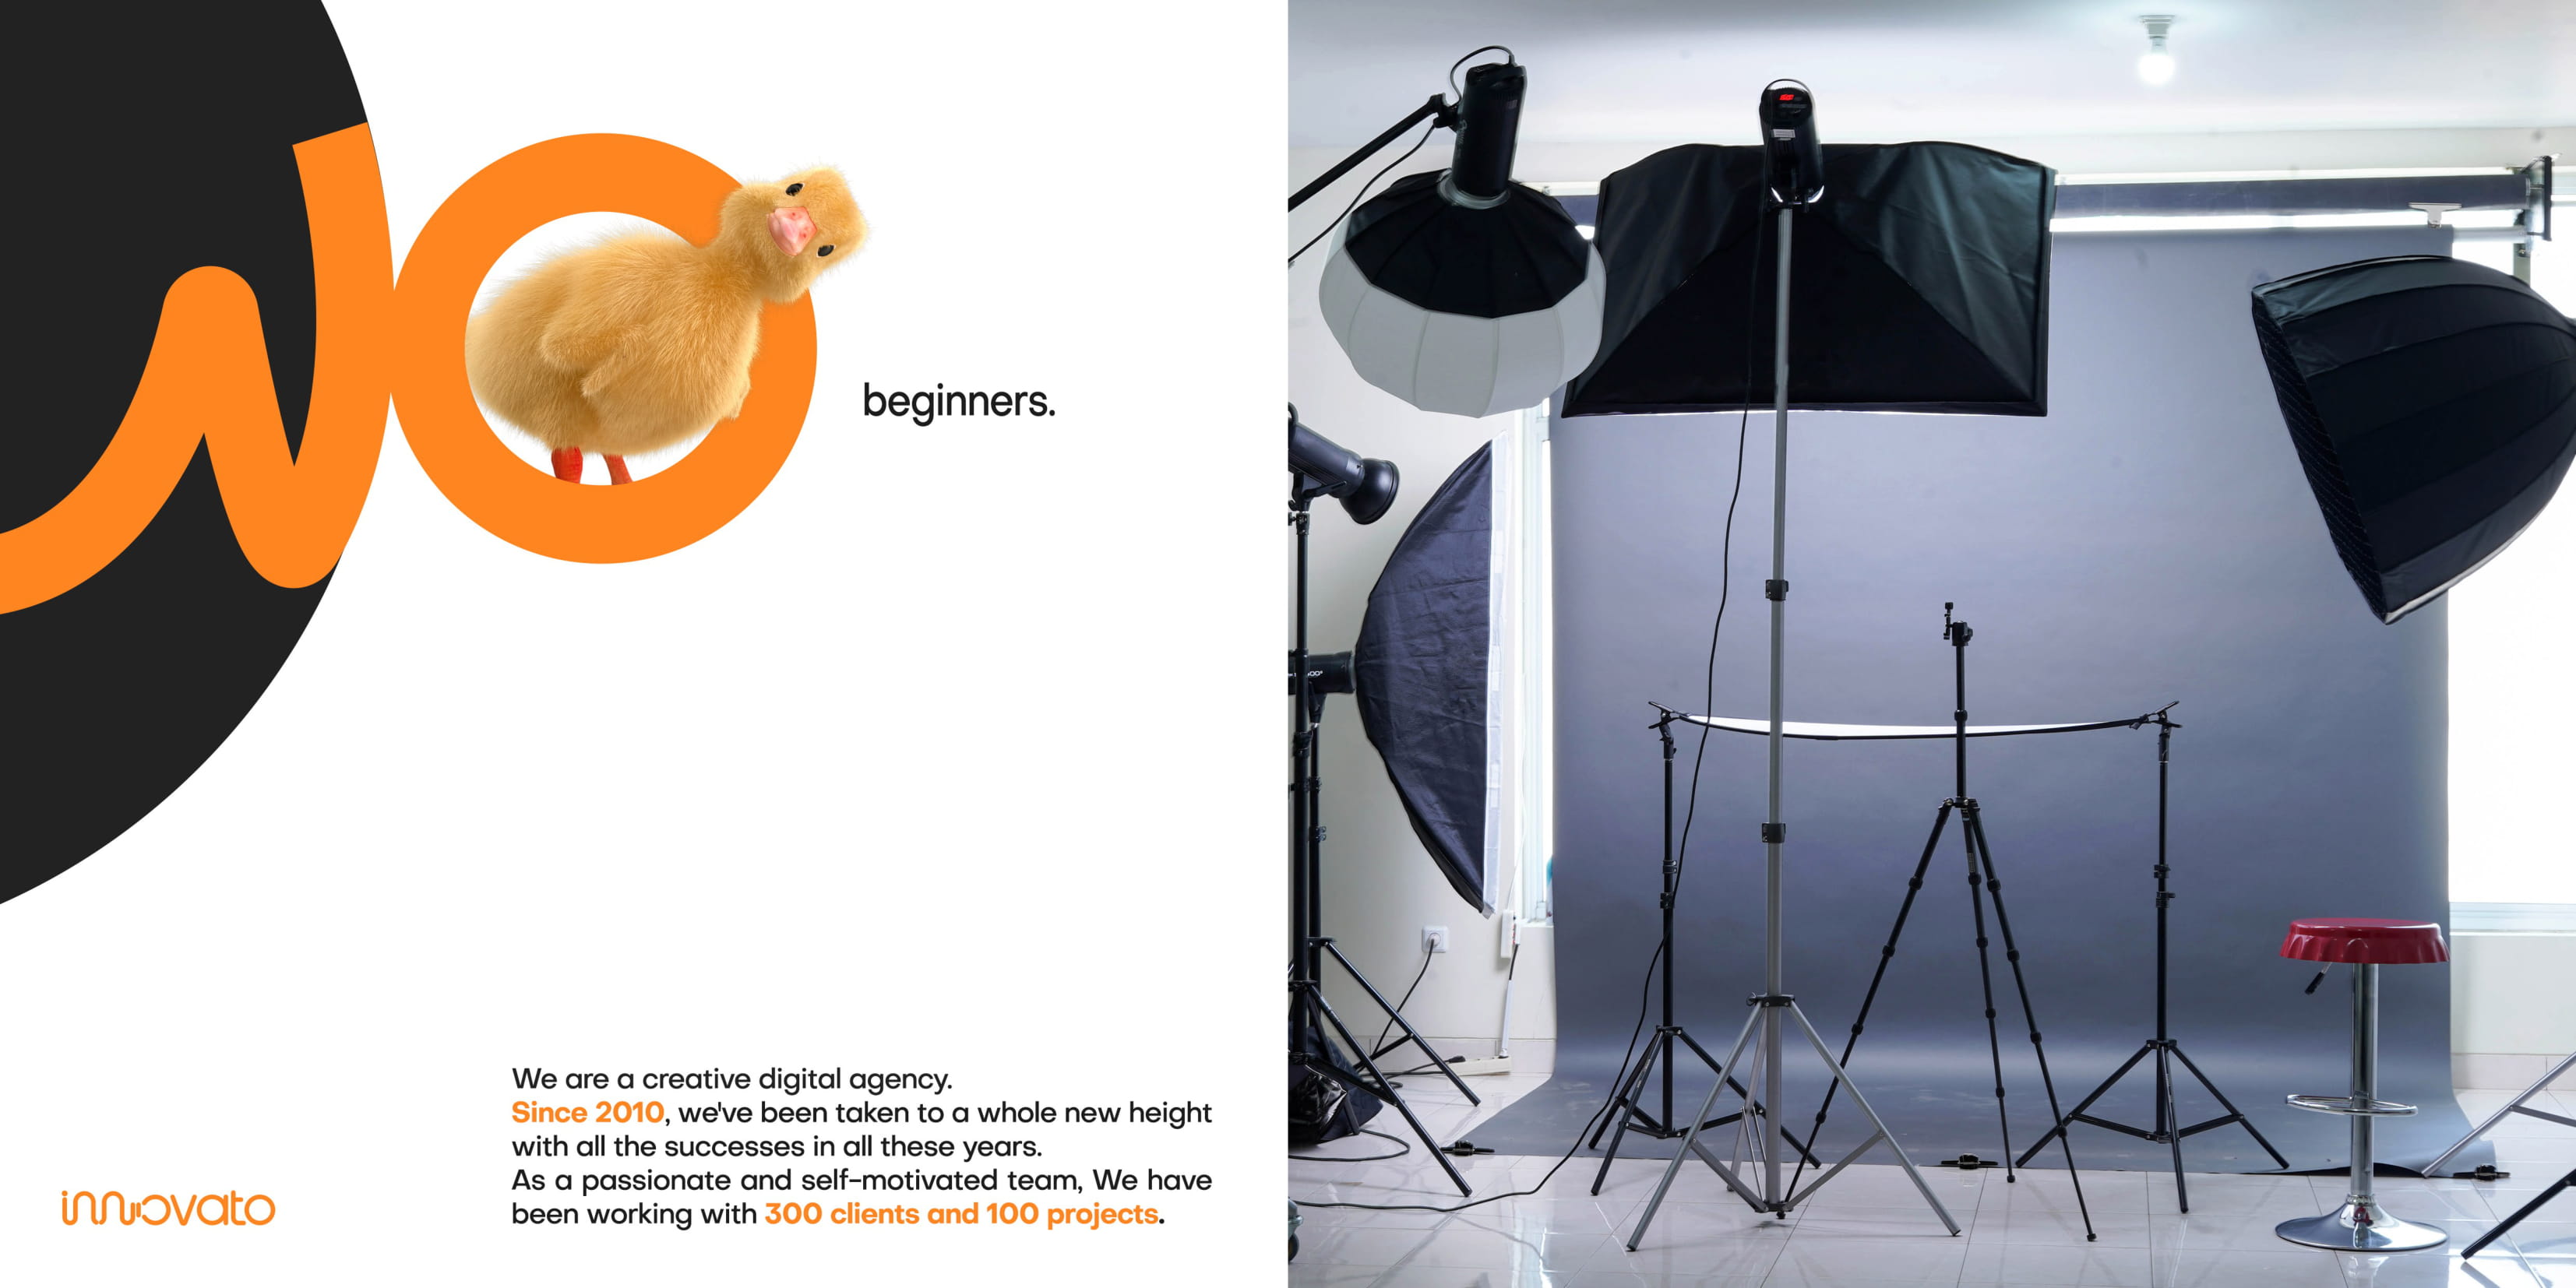 No
beginners.
We are a creative digital agency.
Since 2010, we've been taken to a whole new height
with all the successes in all these years.
As a passionate and self-motivated team, We have
been working with 300 clients and 100 projects.
innovato